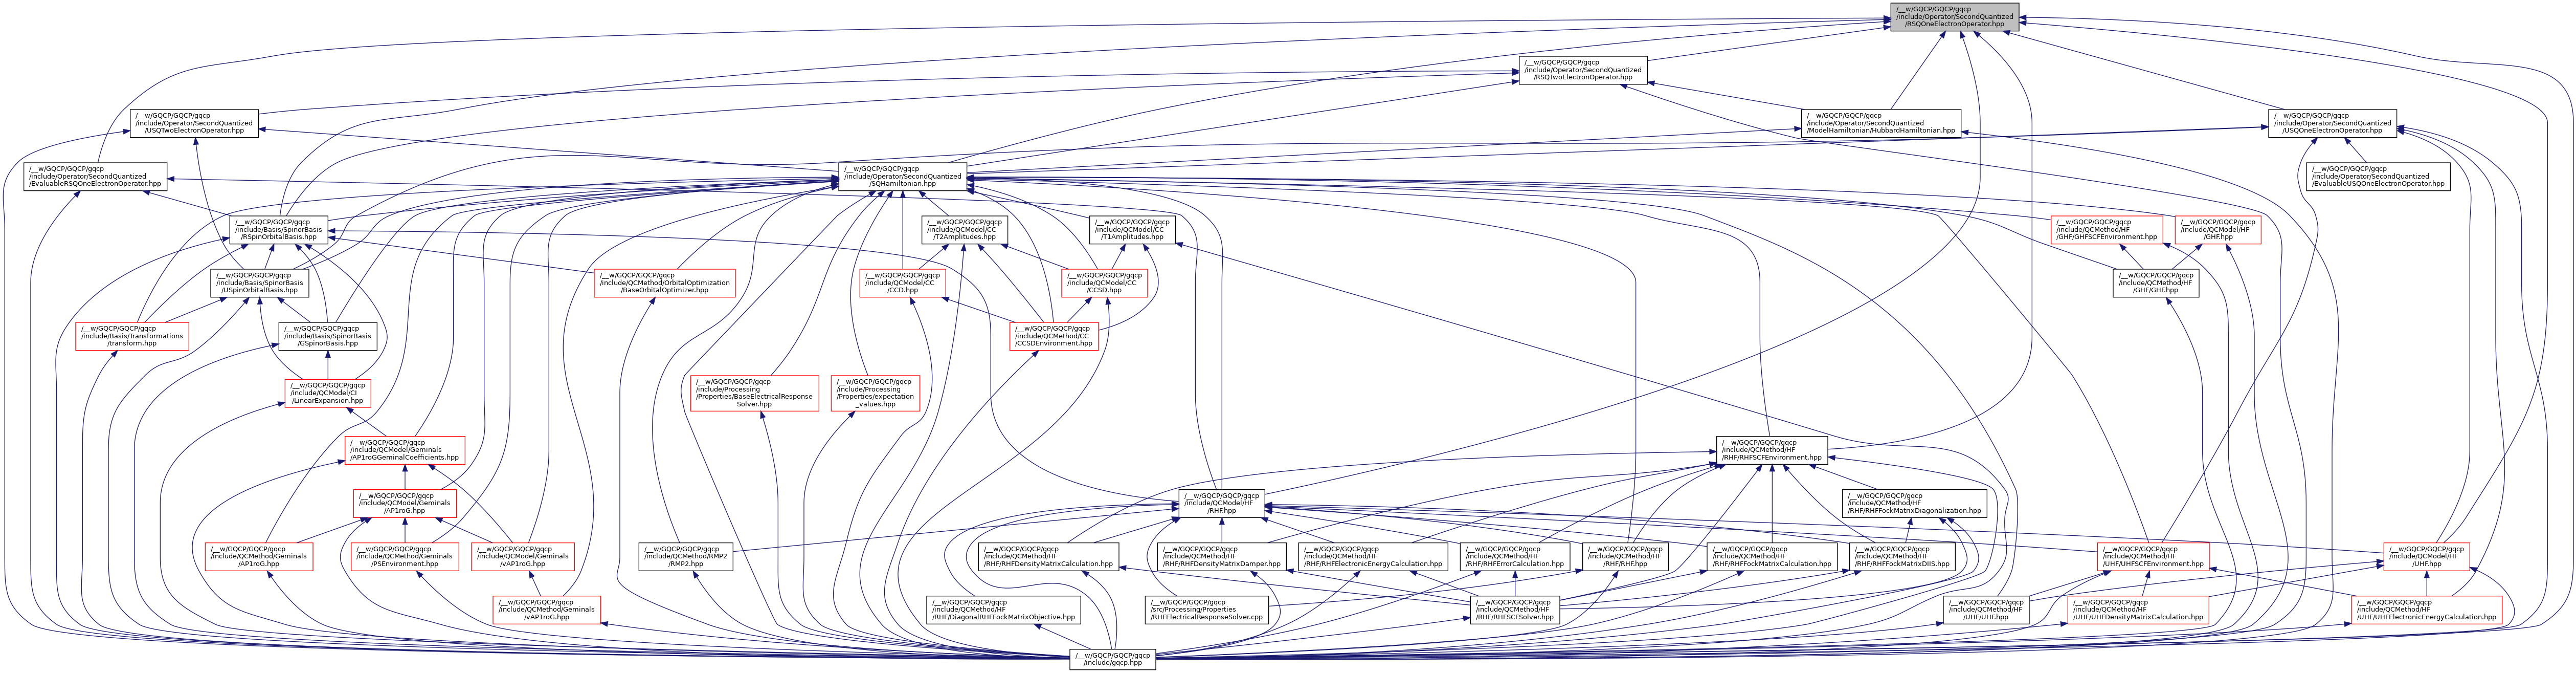 /__w/GQCP/GQCP/gqcp
/include/Operator/SecondQuantized
/RSQOneElectronOperator.hpp
/__w/GQCP/GQCP/gqcp
/include/Operator/SecondQuantized
/RSQTwoElectronOperator.hpp
/__w/GQCP/GQCP/gqcp
/include/Operator/SecondQuantized
/USQTwoElectronOperator.hpp
/__w/GQCP/GQCP/gqcp
/include/Operator/SecondQuantized
/ModelHamiltonian/HubbardHamiltonian.hpp
/__w/GQCP/GQCP/gqcp
/include/Operator/SecondQuantized
/USQOneElectronOperator.hpp
/__w/GQCP/GQCP/gqcp
/include/Operator/SecondQuantized
/EvaluableRSQOneElectronOperator.hpp
/__w/GQCP/GQCP/gqcp
/include/Operator/SecondQuantized
/SQHamiltonian.hpp
/__w/GQCP/GQCP/gqcp
/include/Operator/SecondQuantized
/EvaluableUSQOneElectronOperator.hpp
/__w/GQCP/GQCP/gqcp
/include/Basis/SpinorBasis
/RSpinOrbitalBasis.hpp
/__w/GQCP/GQCP/gqcp
/include/QCModel/CC
/T2Amplitudes.hpp
/__w/GQCP/GQCP/gqcp
/include/QCModel/CC
/T1Amplitudes.hpp
/__w/GQCP/GQCP/gqcp
/include/QCMethod/HF
/GHF/GHFSCFEnvironment.hpp
/__w/GQCP/GQCP/gqcp
/include/QCModel/HF
/GHF.hpp
/__w/GQCP/GQCP/gqcp
/include/Basis/SpinorBasis
/USpinOrbitalBasis.hpp
/__w/GQCP/GQCP/gqcp
/include/QCMethod/OrbitalOptimization
/BaseOrbitalOptimizer.hpp
/__w/GQCP/GQCP/gqcp
/include/QCModel/CC
/CCD.hpp
/__w/GQCP/GQCP/gqcp
/include/QCModel/CC
/CCSD.hpp
/__w/GQCP/GQCP/gqcp
/include/QCMethod/HF
/GHF/GHF.hpp
/__w/GQCP/GQCP/gqcp
/include/Basis/Transformations
/transform.hpp
/__w/GQCP/GQCP/gqcp
/include/Basis/SpinorBasis
/GSpinorBasis.hpp
/__w/GQCP/GQCP/gqcp
/include/QCMethod/CC
/CCSDEnvironment.hpp
/__w/GQCP/GQCP/gqcp
/include/QCModel/CI
/LinearExpansion.hpp
/__w/GQCP/GQCP/gqcp
/include/Processing
/Properties/BaseElectricalResponse
Solver.hpp
/__w/GQCP/GQCP/gqcp
/include/Processing
/Properties/expectation
_values.hpp
/__w/GQCP/GQCP/gqcp
/include/QCModel/Geminals
/AP1roGGeminalCoefficients.hpp
/__w/GQCP/GQCP/gqcp
/include/QCMethod/HF
/RHF/RHFSCFEnvironment.hpp
/__w/GQCP/GQCP/gqcp
/include/QCModel/Geminals
/AP1roG.hpp
/__w/GQCP/GQCP/gqcp
/include/QCModel/HF
/RHF.hpp
/__w/GQCP/GQCP/gqcp
/include/QCMethod/HF
/RHF/RHFFockMatrixDiagonalization.hpp
/__w/GQCP/GQCP/gqcp
/include/QCMethod/Geminals
/AP1roG.hpp
/__w/GQCP/GQCP/gqcp
/include/QCMethod/Geminals
/PSEnvironment.hpp
/__w/GQCP/GQCP/gqcp
/include/QCModel/Geminals
/vAP1roG.hpp
/__w/GQCP/GQCP/gqcp
/include/QCMethod/RMP2
/RMP2.hpp
/__w/GQCP/GQCP/gqcp
/include/QCMethod/HF
/RHF/RHFDensityMatrixCalculation.hpp
/__w/GQCP/GQCP/gqcp
/include/QCMethod/HF
/RHF/RHFDensityMatrixDamper.hpp
/__w/GQCP/GQCP/gqcp
/include/QCMethod/HF
/RHF/RHFElectronicEnergyCalculation.hpp
/__w/GQCP/GQCP/gqcp
/include/QCMethod/HF
/RHF/RHFErrorCalculation.hpp
/__w/GQCP/GQCP/gqcp
/include/QCMethod/HF
/RHF/RHF.hpp
/__w/GQCP/GQCP/gqcp
/include/QCMethod/HF
/RHF/RHFFockMatrixCalculation.hpp
/__w/GQCP/GQCP/gqcp
/include/QCMethod/HF
/RHF/RHFFockMatrixDIIS.hpp
/__w/GQCP/GQCP/gqcp
/include/QCMethod/HF
/UHF/UHFSCFEnvironment.hpp
/__w/GQCP/GQCP/gqcp
/include/QCModel/HF
/UHF.hpp
/__w/GQCP/GQCP/gqcp
/include/QCMethod/Geminals
/vAP1roG.hpp
/__w/GQCP/GQCP/gqcp
/include/QCMethod/HF
/RHF/DiagonalRHFFockMatrixObjective.hpp
/__w/GQCP/GQCP/gqcp
/src/Processing/Properties
/RHFElectricalResponseSolver.cpp
/__w/GQCP/GQCP/gqcp
/include/QCMethod/HF
/RHF/RHFSCFSolver.hpp
/__w/GQCP/GQCP/gqcp
/include/QCMethod/HF
/UHF/UHF.hpp
/__w/GQCP/GQCP/gqcp
/include/QCMethod/HF
/UHF/UHFDensityMatrixCalculation.hpp
/__w/GQCP/GQCP/gqcp
/include/QCMethod/HF
/UHF/UHFElectronicEnergyCalculation.hpp
/__w/GQCP/GQCP/gqcp
/include/gqcp.hpp